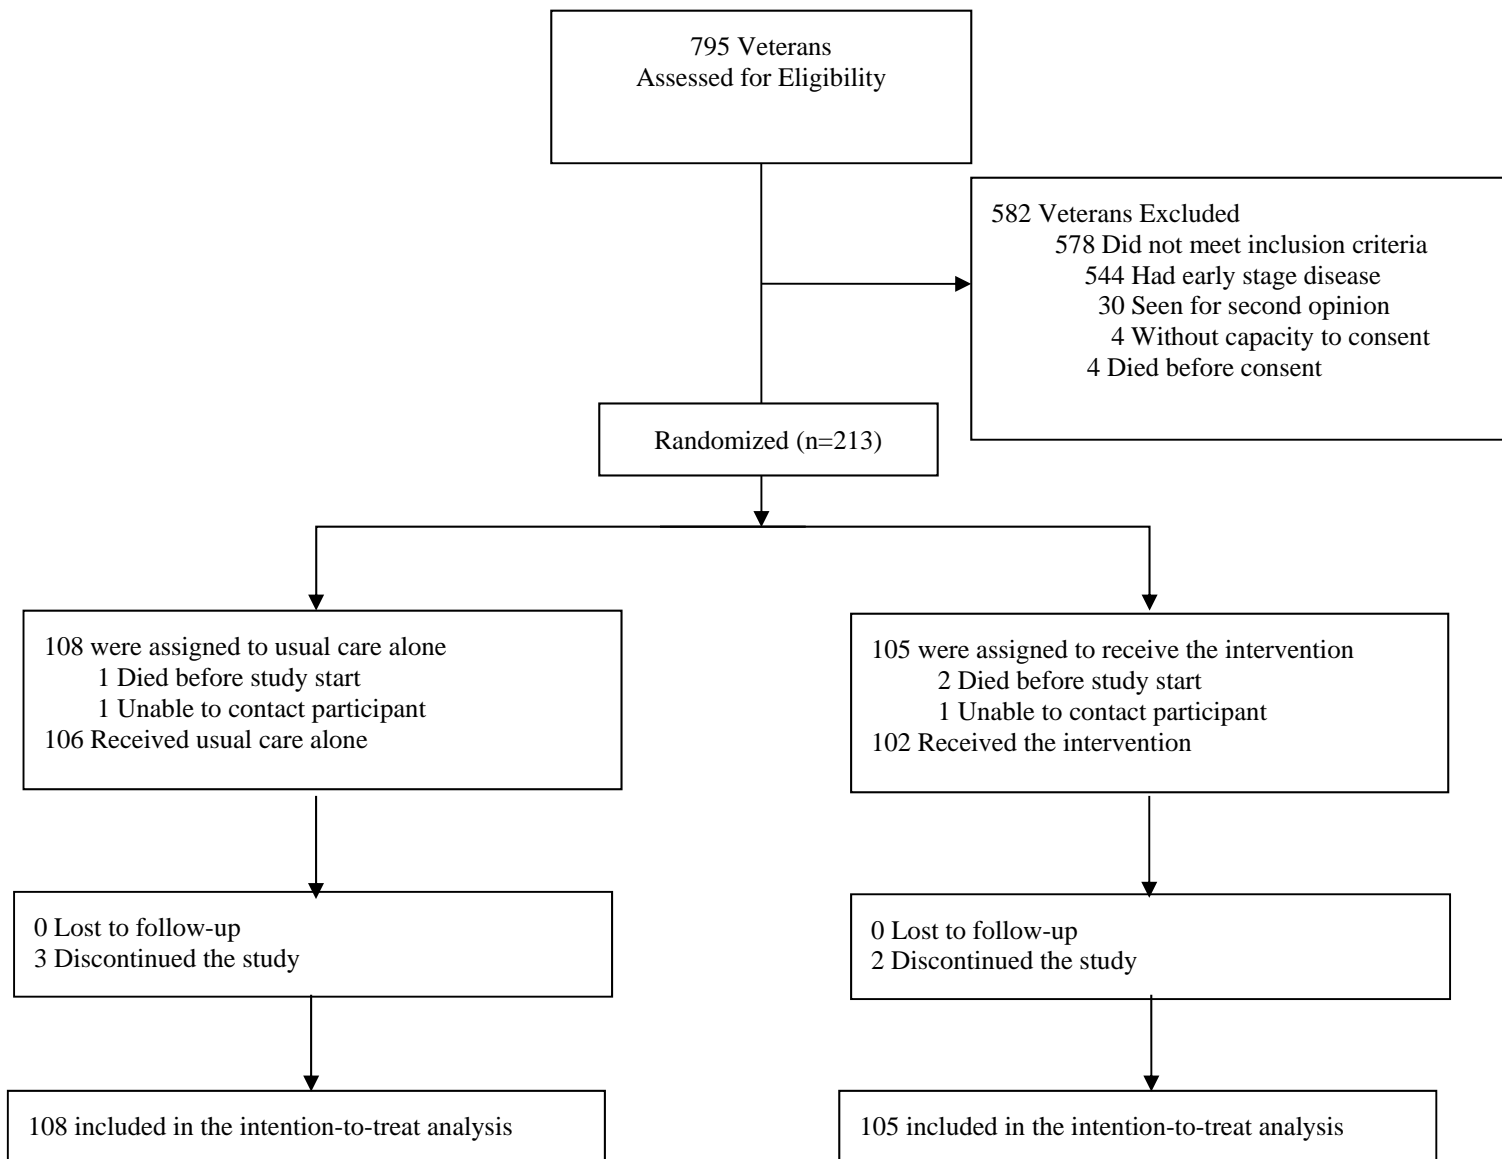 795 Veterans
Assessed for Eligibility
582 Veterans Excluded
578 Did not meet inclusion criteria
544 Had early stage disease
30 Seen for second opinion
4 Without capacity to consent
4 Died before consent
Randomized (n=213)
108 were assigned to usual care alone
1 Died before study start
1 Unable to contact participant
106 Received usual care alone
105 were assigned to receive the intervention
2 Died before study start
1 Unable to contact participant
102 Received the intervention
0 Lost to follow-up
3 Discontinued the study
0 Lost to follow-up
2 Discontinued the study
108 included in the intention-to-treat analysis
105 included in the intention-to-treat analysis